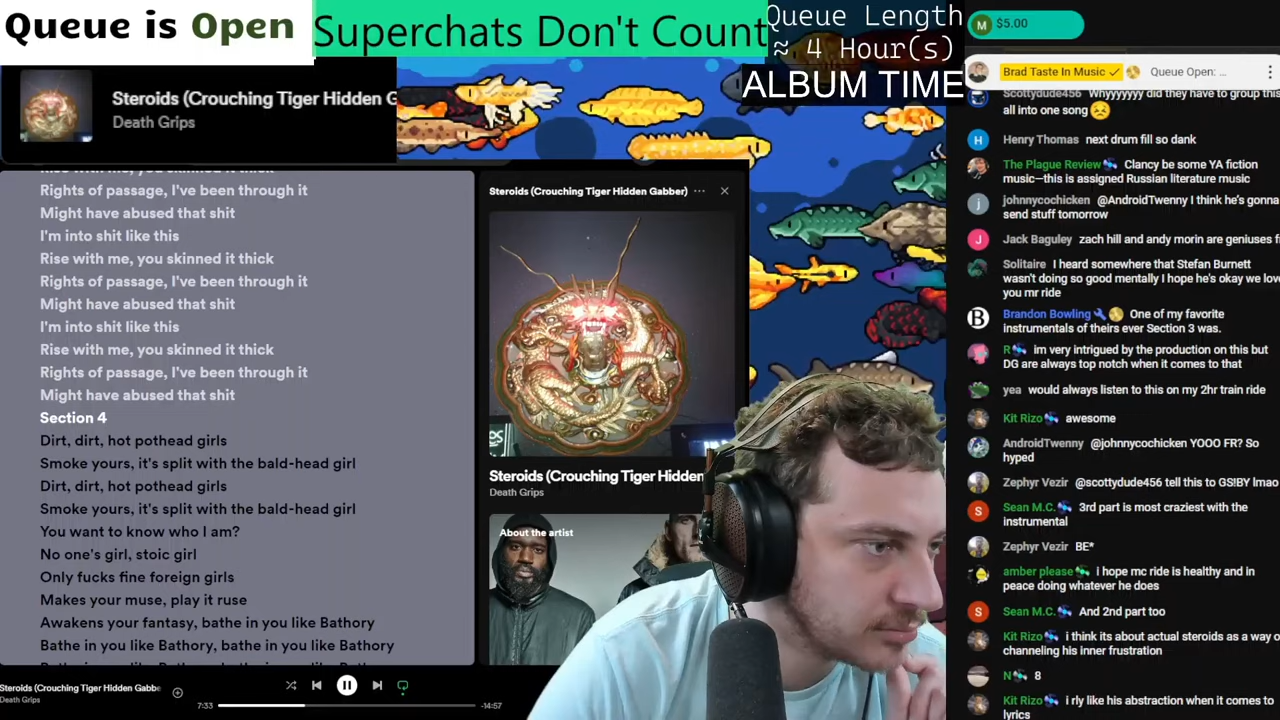 Queue is Open
Superchats Don't Count
Queue Length
≈ 4 Hour(s)
ALBUM TIME
Steroids (Crouching Tiger Hidden G
Death Grips
Rise with me, you skinned it thick
Rights of passage, I've been through it
Might have abused that shit
I'm into shit like this
Rise with me, you skinned it thick
Rights of passage, I've been through it
Might have abused that shit
I'm into shit like this
Rise with me, you skinned it thick
Rights of passage, I've been through it
Might have abused that shit
Section 4
Dirt, dirt, hot pothead girls
Smoke yours, it's split with the bald-head girl
Dirt, dirt, hot pothead girls
Smoke yours, it's split with the bald-head girl
You want to know who I am?
No one's girl, stoic girl
Only fucks fine foreign girls
Makes your muse, play it ruse
Awakens your fantasy, bathe in you like Bathory
Bathe in you like Bathory, bathe in you like Bathory
Steroids (Crouching Tiger Hidden Gabber)
Steroids (Crouching Tiger Hidden
Death Grips
About the artist
Steroids (Crouching Tiger Hidden Gabbe
Death Grips
7:33
-14:57
M $5.00
Brad Taste In Music
Queue Open: ...
Scottydude456 Whyyyyyy did they have to group this
all into one song
Henry Thomas next drum fill so dank
The Plague Review Clancy be some YA fiction
music—this is assigned Russian literature music
johnnycochicken @AndroidTwenny I think he's gonna
send stuff tomorrow
Jack Baguley zach hill and andy morin are geniuses f
Solitaire I heard somewhere that Stefan Burnett
wasn't doing so good mentally I hope he's okay we lov
you mr ride
Brandon Bowling One of my favorite
instrumentals of theirs ever Section 3 was.
R im very intrigued by the production on this but
DG are always top notch when it comes to that
yea would always listen to this on my 2hr train ride
Kit Rizo awesome
AndroidTwenny @johnnycochicken YOOO FR? So
hyped
Zephyr Vezir @scottydude456 tell this to GS!BY lmao
Sean M.C. 3rd part is most craziest with the
instrumental
Zephyr Vezir BE*
amber please i hope mc ride is healthy and in
peace doing whatever he does
Sean M.C. And 2nd part too
Kit Rizo i think its about actual steroids as a way o
channeling his inner frustration
N 8
Kit Rizo i rly like his abstraction when it comes to
lyrics